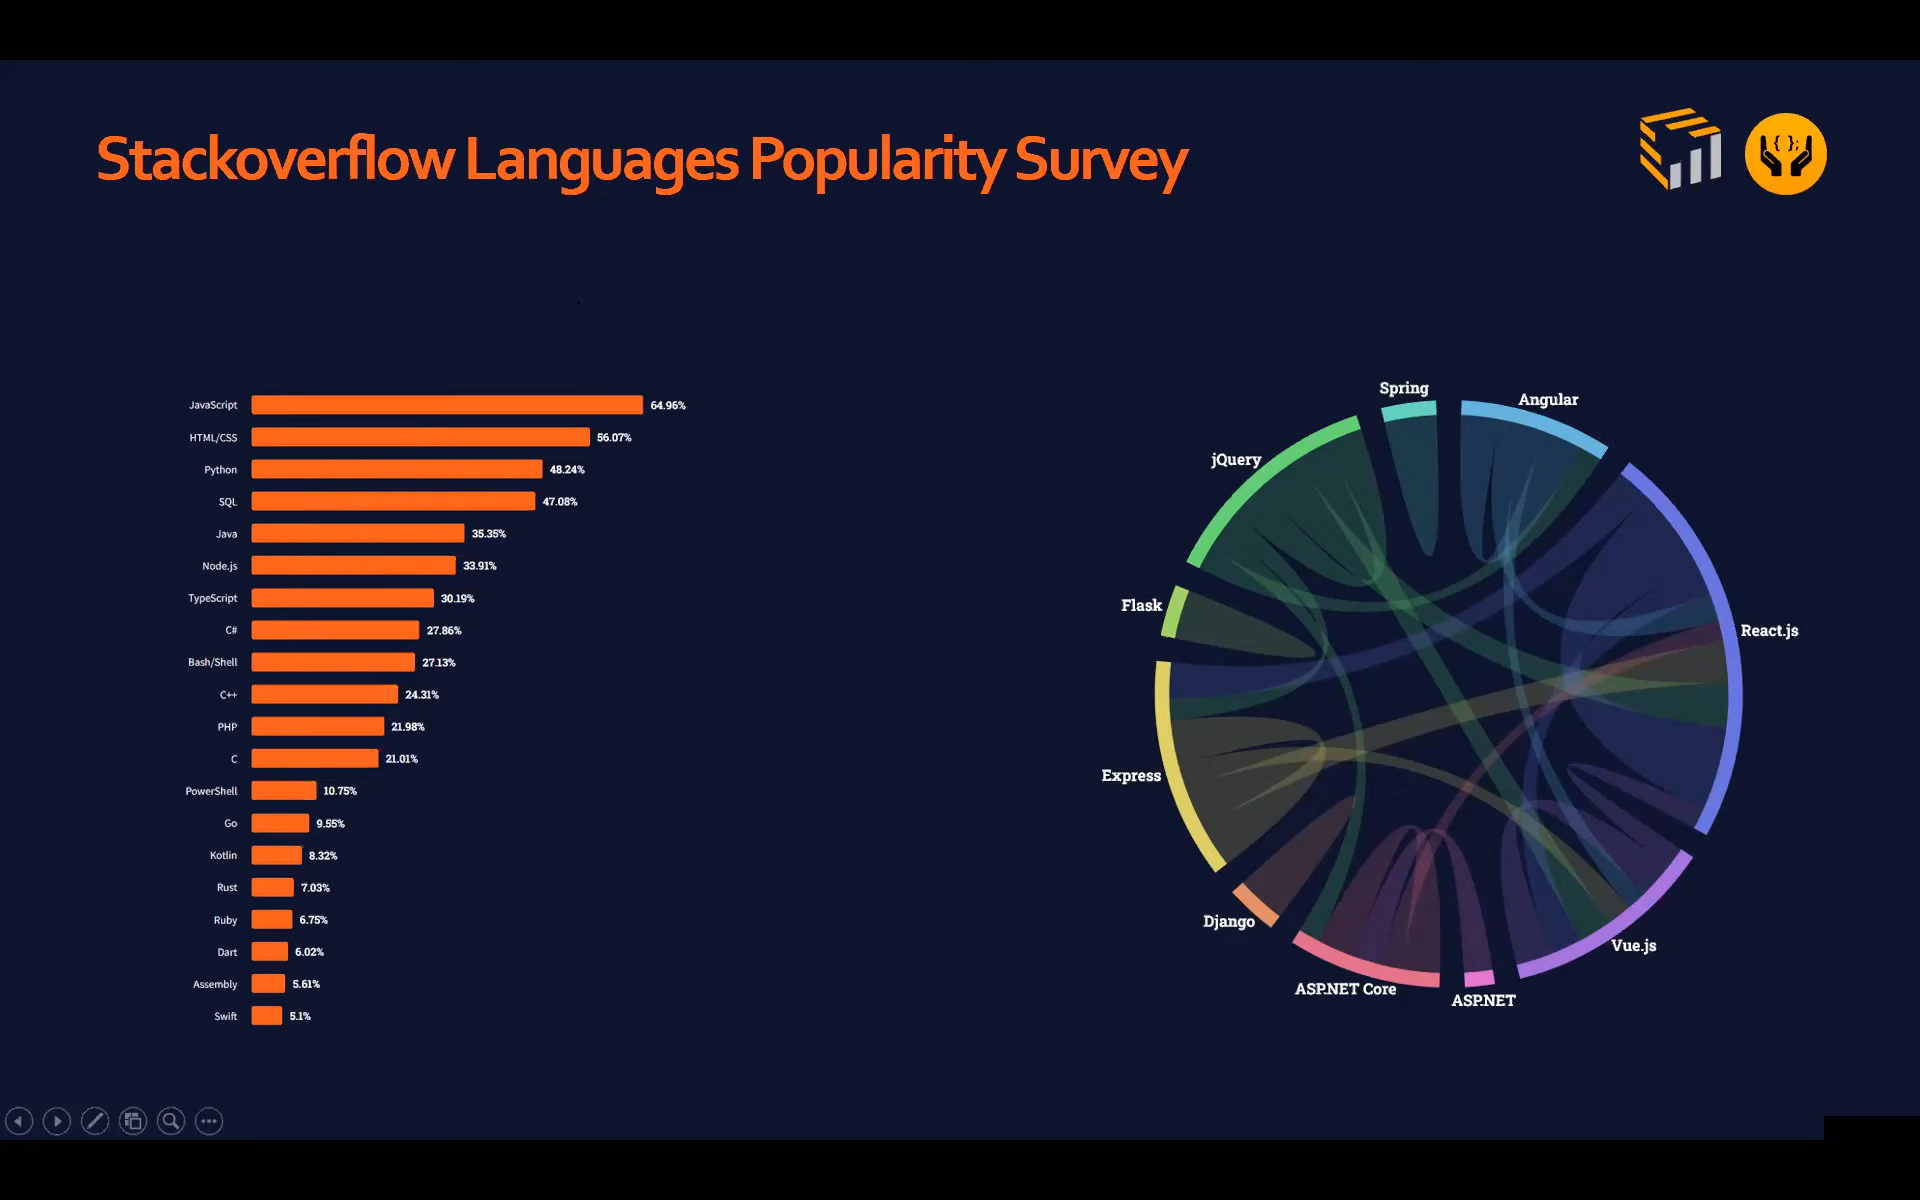 Stackoverflow Languages Popularity Survey
{ };
JavaScript 64.96%
HTML/CSS 56.07%
Python 48.24%
SQL 47.08%
Java 35.35%
Node.js 33.91%
TypeScript 30.19%
C# 27.86%
Bash/Shell 27.13%
C++ 24.31%
PHP 21.98%
C 21.01%
PowerShell 10.75%
Go 9.55%
Kotlin 8.32%
Rust 7.03%
Ruby 6.75%
Dart 6.02%
Assembly 5.61%
Swift 5.1%
Spring
Angular
jQuery
Flask
React.js
Express
Django
Vue.js
ASP.NET Core
ASP.NET